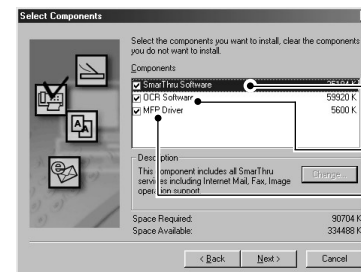 Select Components
Select the components you want to install, clear the components
you do not want to install.
Components
SmarThru Software 25184 K
OCR Software 59920 K
MFP Driver 5600 K
Description
This component includes all SmarThru
services including Internet Mail, Fax, Image
operation support.
Change...
Space Required: 90704 K
Space Available: 334488 K
< Back Next > Cancel